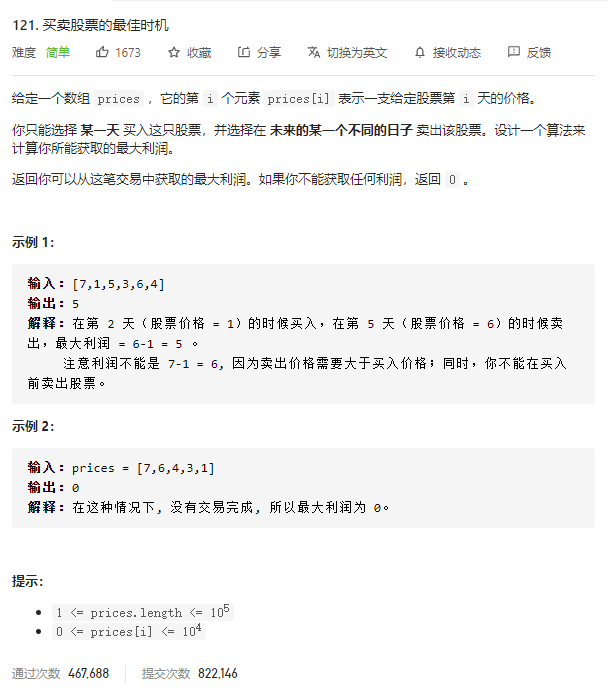 121. 买卖股票的最佳时机
难度 简单 1673 收藏 分享 切换为英文 接收动态 反馈
给定一个数组 prices ，它的第 i 个元素 prices[i] 表示一支给定股票第 i 天的价格。
你只能选择 某一天 买入这只股票，并选择在 未来的某一个不同的日子 卖出该股票。设计一个算法来
计算你所能获取的最大利润。
返回你可以从这笔交易中获取的最大利润。如果你不能获取任何利润，返回 0 。
示例 1：
输入：[7,1,5,3,6,4]
输出：5
解释：在第 2 天（股票价格 = 1）的时候买入，在第 5 天（股票价格 = 6）的时候卖
出，最大利润 = 6-1 = 5 。
注意利润不能是 7-1 = 6, 因为卖出价格需要大于买入价格；同时，你不能在买入
前卖出股票。
示例 2：
输入：prices = [7,6,4,3,1]
输出：0
解释：在这种情况下, 没有交易完成, 所以最大利润为 0。
提示：
1 <= prices.length <= 10⁵
0 <= prices[i] <= 10⁴
通过次数 467,688 提交次数 822,146